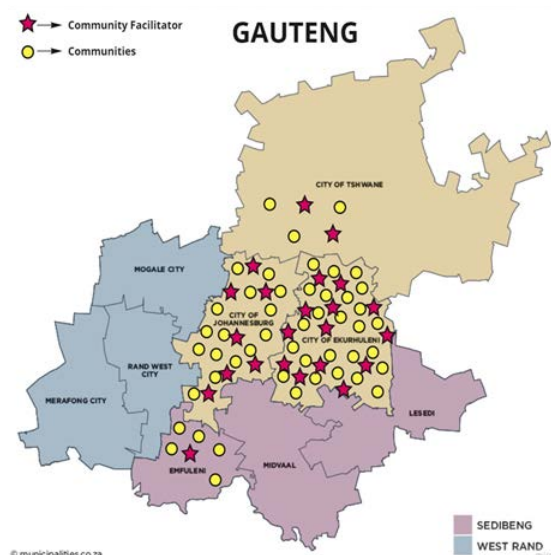 GAUTENG
Community Facilitator
Communities
CITY OF TSHWANE
MOGALE CITY
CITY OF
JOHANNESBURG
CITY OF EKURHULENI
RAND WEST
CITY
MERAFONG CITY
LESEDI
EMFULENI
MIDVAAL
SEDIBENG
WEST RAND
© municipalities.co.za